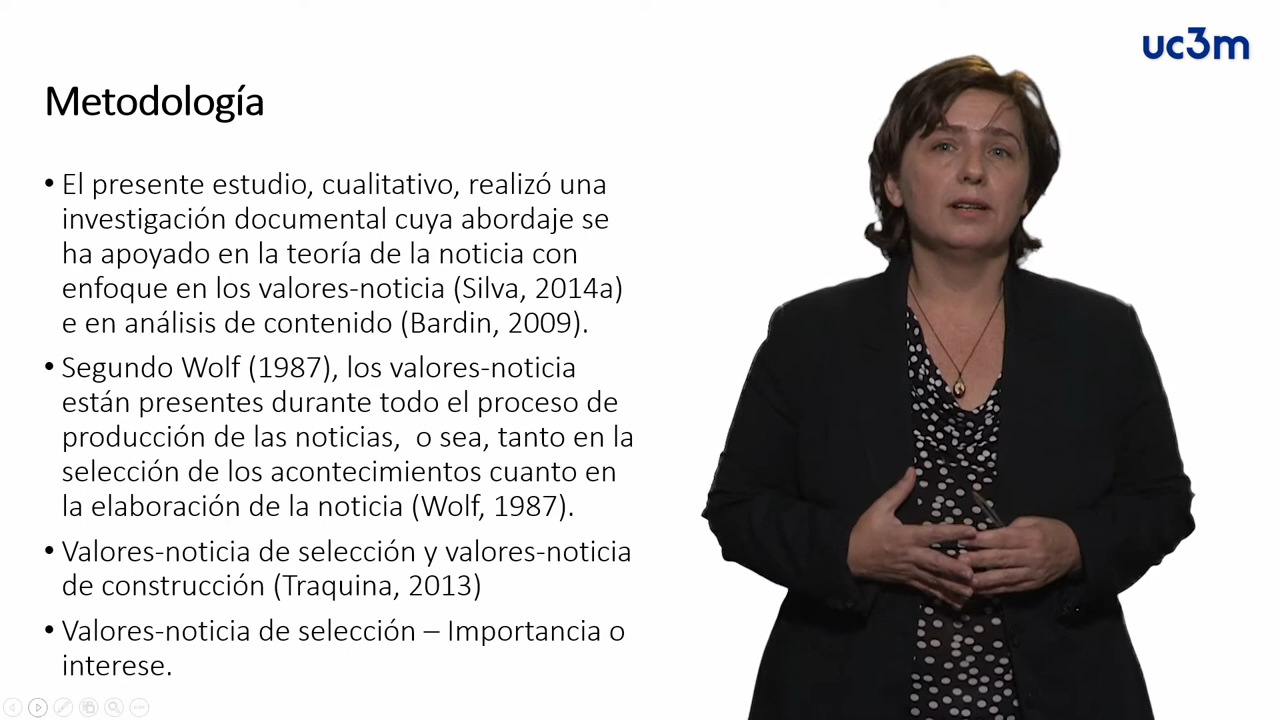 uc3m
Metodología
• El presente estudio, cualitativo, realizó una
investigación documental cuya abordaje se
ha apoyado en la teoría de la noticia con
enfoque en los valores-noticia (Silva, 2014a)
e en análisis de contenido (Bardin, 2009).
• Segundo Wolf (1987), los valores-noticia
están presentes durante todo el proceso de
producción de las noticias, o sea, tanto en la
selección de los acontecimientos cuanto en
la elaboración de la noticia (Wolf, 1987).
• Valores-noticia de selección y valores-noticia
de construcción (Traquina, 2013)
• Valores-noticia de selección – Importancia o
interese.